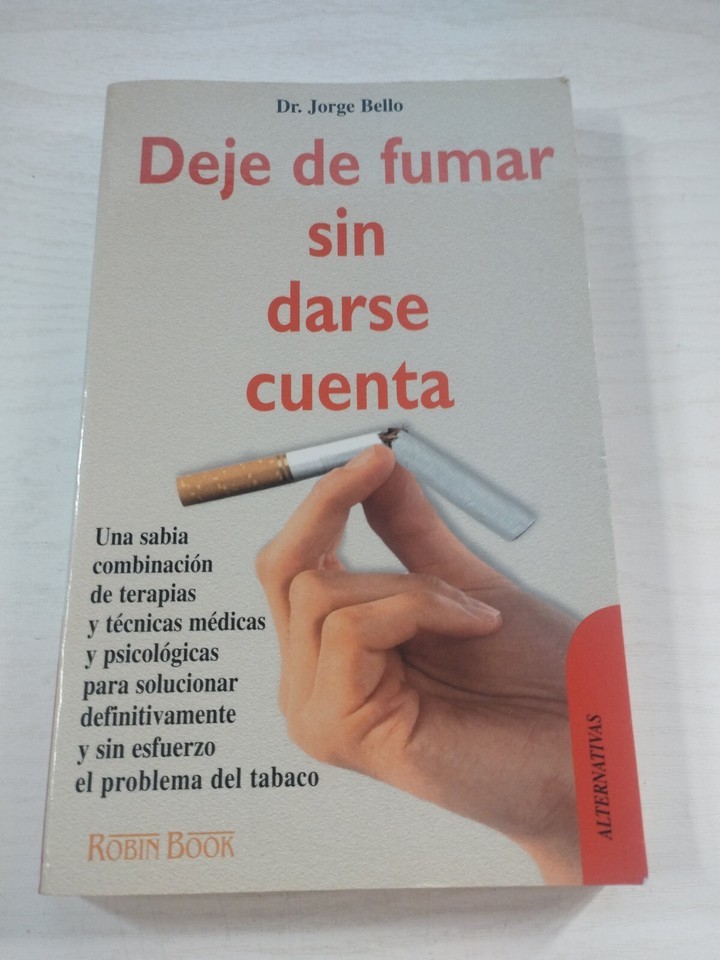 Dr. Jorge Bello
Deje de fumar
sin
darse
cuenta
Una sabia
combinación
de terapias
y técnicas médicas
y psicológicas
para solucionar
definitivamente
y sin esfuerzo
el problema del tabaco
ROBIN BOOK
ALTERNATIVAS